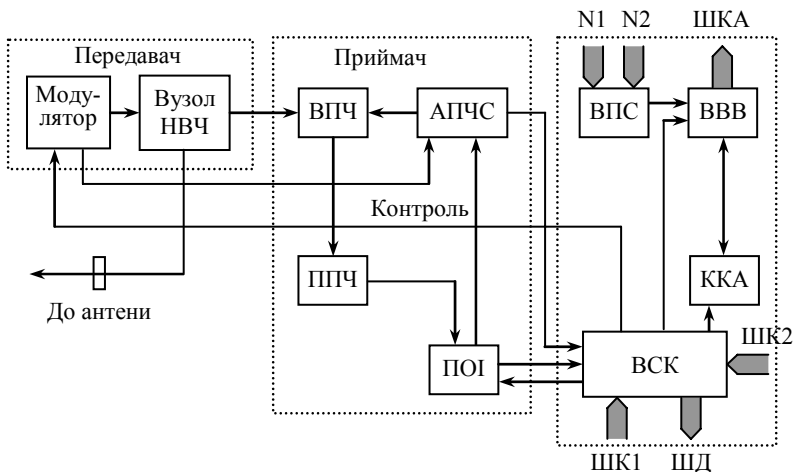 N1 N2 ШКА
Передавач
Приймач
Моду-
лятор
Вузол
НВЧ
ВПЧ
АПЧС
ВПС
ВВВ
Контроль
ППЧ
ККА
До антени
ПОІ
ВСК
ШК2
ШК1 ШД